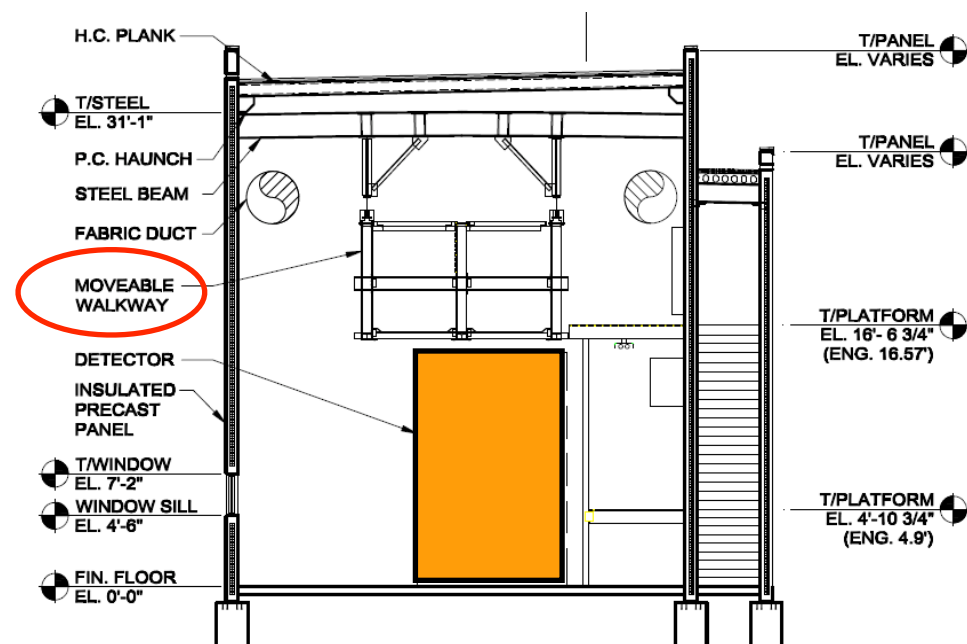 H.C. PLANK
T/STEEL
EL. 31'-1"
P.C. HAUNCH
STEEL BEAM
FABRIC DUCT
MOVEABLE
WALKWAY
DETECTOR
INSULATED
PRECAST
PANEL
T/WINDOW
EL. 7'-2"
WINDOW SILL
EL. 4'-6"
FIN. FLOOR
EL. 0'-0"
T/PANEL
EL. VARIES
T/PANEL
EL. VARIES
T/PLATFORM
EL. 16'- 6 3/4"
(ENG. 16.57')
T/PLATFORM
EL. 4'-10 3/4"
(ENG. 4.9')